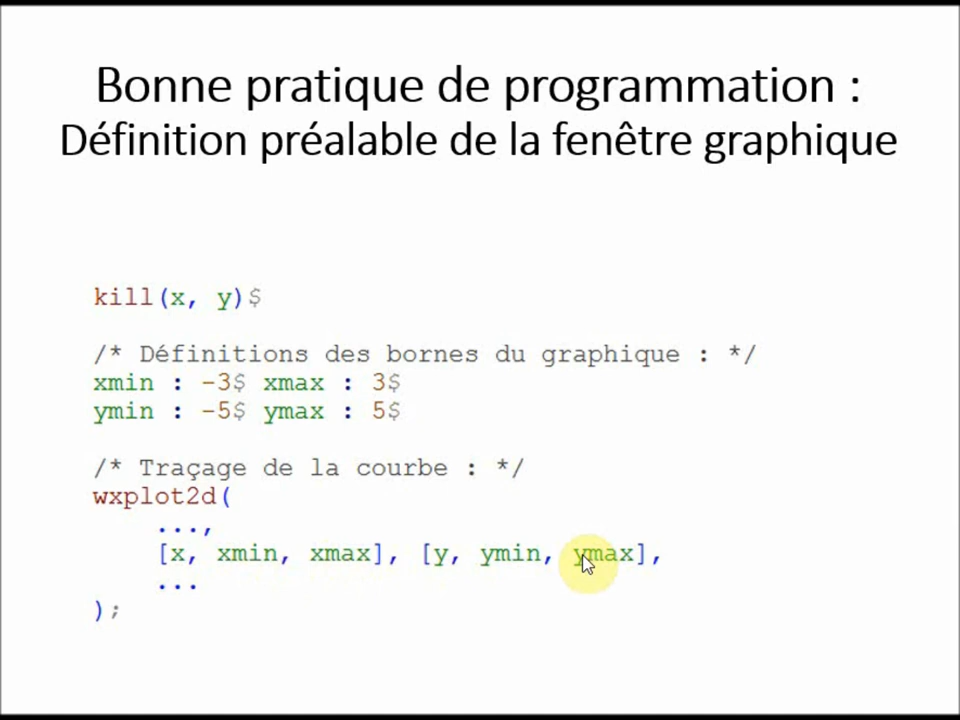 Bonne pratique de programmation :
Définition préalable de la fenêtre graphique
kill(x, y)$
/* Définitions des bornes du graphique : */
xmin : -3$ xmax : 3$
ymin : -5$ ymax : 5$
/* Traçage de la courbe : */
wxplot2d(
...,
[x, xmin, xmax], [y, ymin, ymax],
...
);